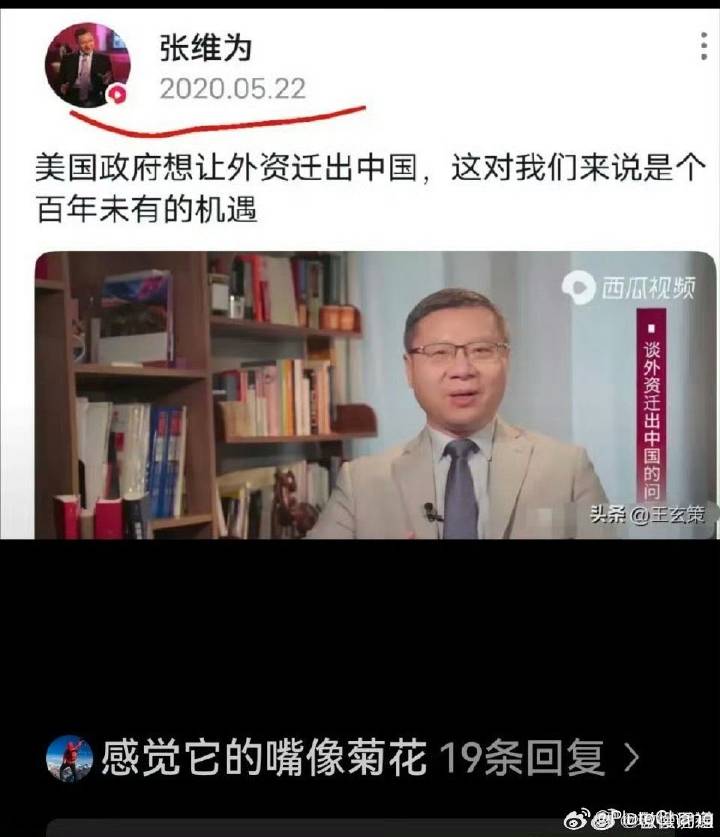 张维为
2020.05.22
美国政府想让外资迁出中国，这对我们来说是个
百年未有的机遇
西瓜视频
谈外资迁出中国的问
头条 @王玄策
感觉它的嘴像菊花 19条回复